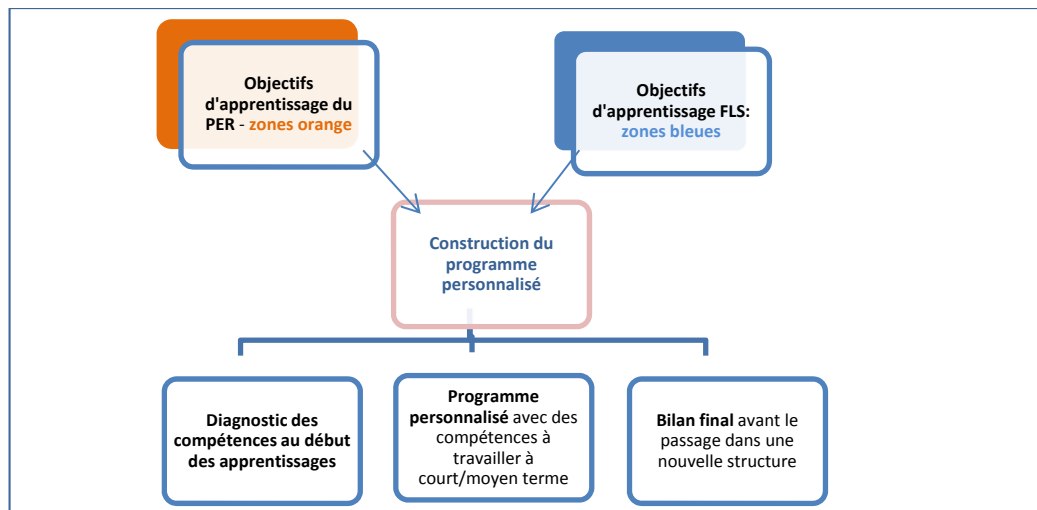 Objectifs
d'apprentissage du
PER - zones orange
Objectifs
d'apprentissage FLS:
zones bleues
Construction du
programme
personnalisé
Diagnostic des
compétences au début
des apprentissages
Programme
personnalisé avec des
compétences à
travailler à
court/moyen terme
Bilan final avant le
passage dans une
nouvelle structure